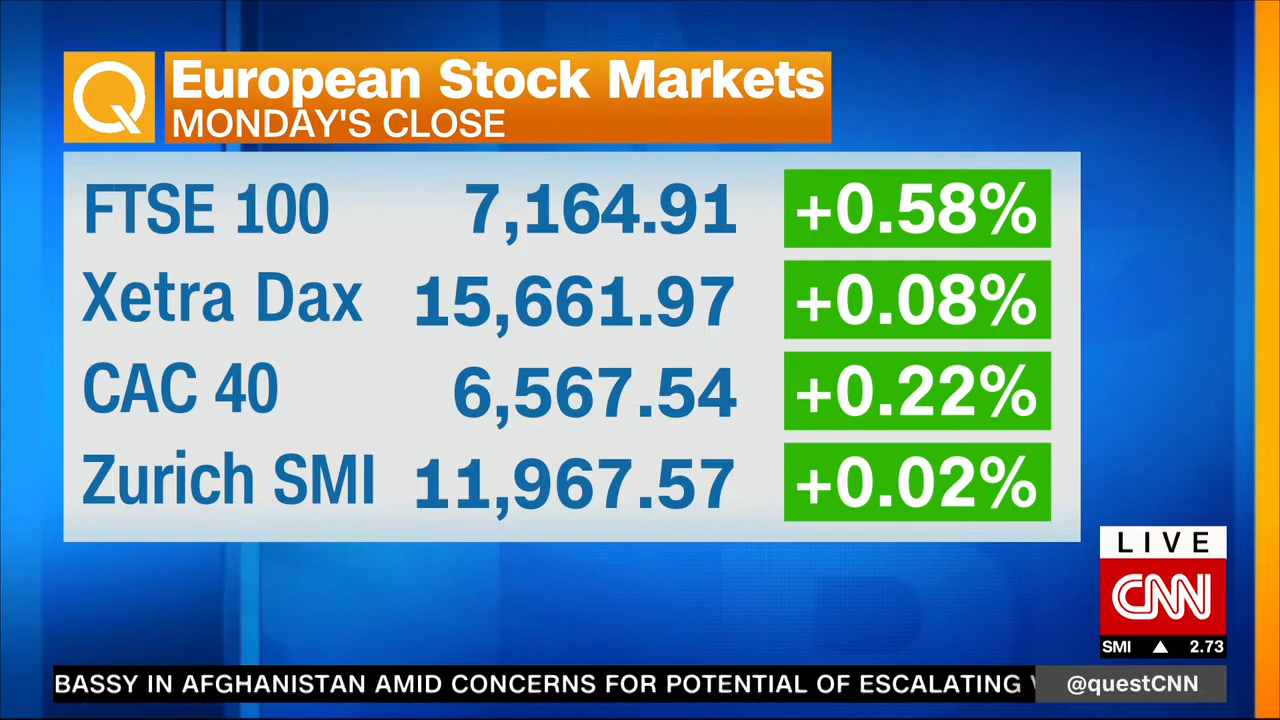 Q European Stock Markets
MONDAY'S CLOSE
FTSE 100 7,164.91 +0.58%
Xetra Dax 15,661.97 +0.08%
CAC 40 6,567.54 +0.22%
Zurich SMI 11,967.57 +0.02%
LIVE
CNN
SMI ▲ 2.73
BASSY IN AFGHANISTAN AMID CONCERNS FOR POTENTIAL OF ESCALATING
@questCNN